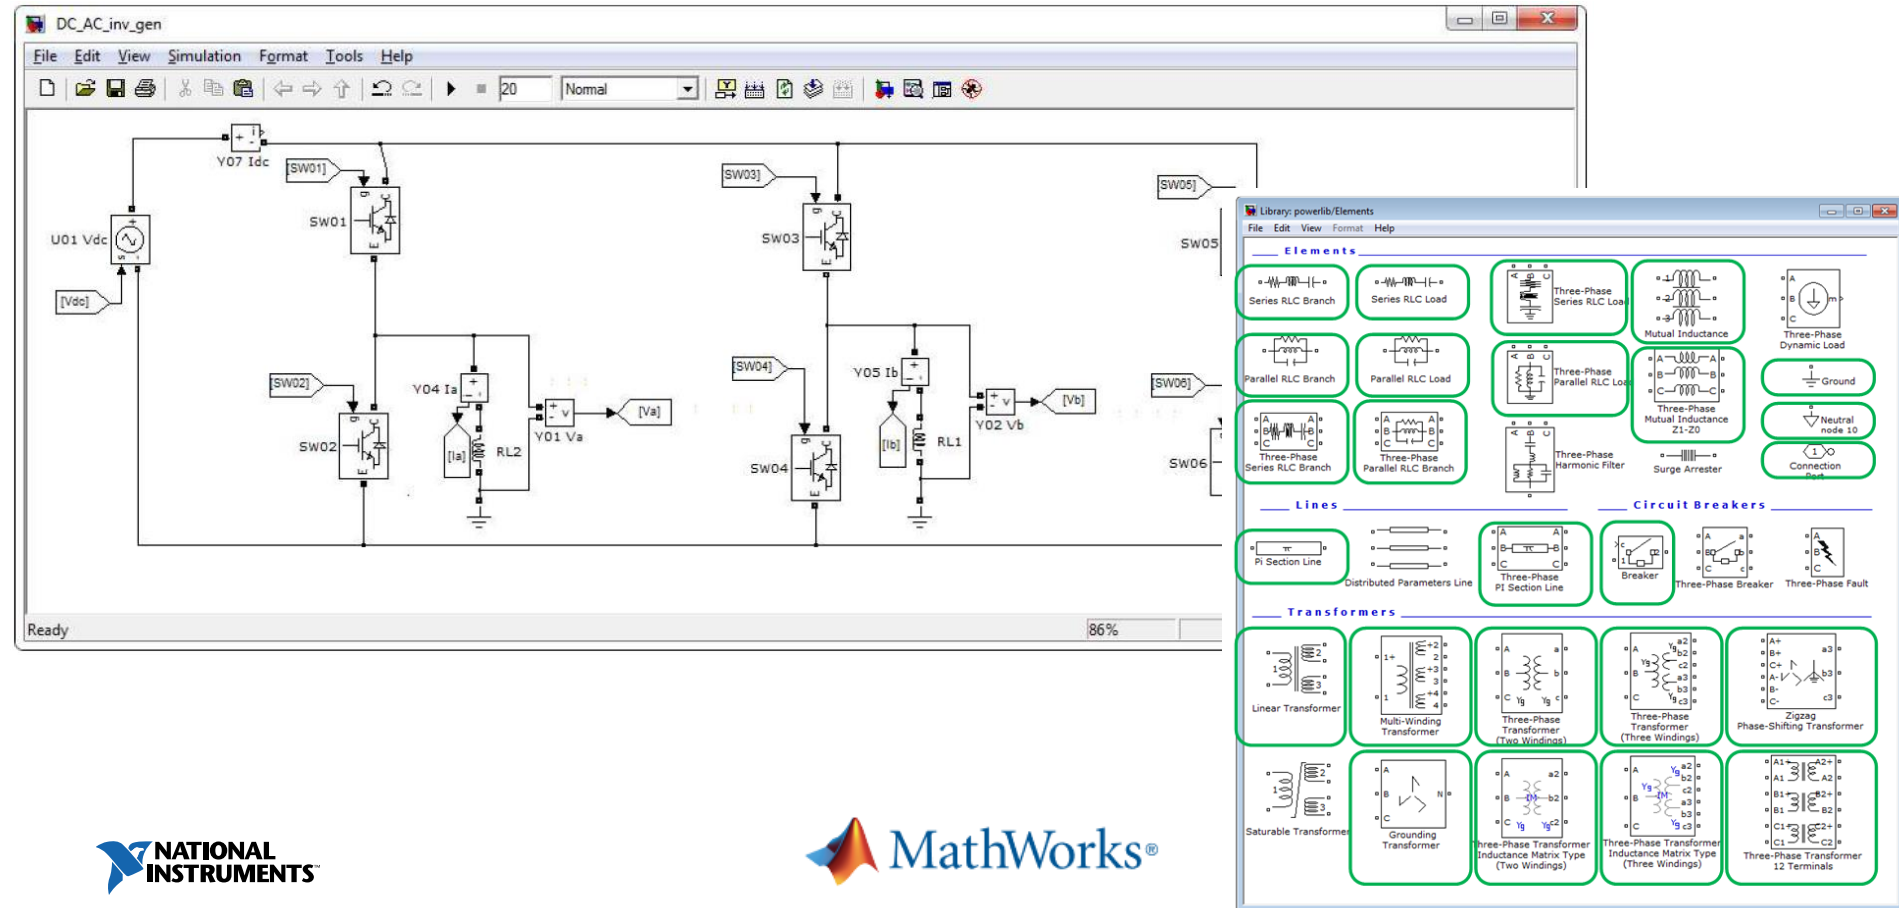 DC_AC_inv_gen
File Edit View Simulation Format Tools Help
20 Normal
Y07 Idc
[SW01]
SW01
U01 Vdc
[Vdc]
[SW02]
SW02
Y04 Ia
[Ia]
RL2
Y01 Va
[Va]
[SW03]
SW03
[SW04]
SW04
Y05 Ib
[Ib]
RL1
Y02 Vb
[Vb]
[SW05]
SW05
[SW06]
SW06
Ready
86%
Library: powerlib/Elements
File Edit View Format Help
Elements
Series RLC Branch
Series RLC Load
Three-Phase
Series RLC Load
Mutual Inductance
Three-Phase
Dynamic Load
Parallel RLC Branch
Parallel RLC Load
Three-Phase
Parallel RLC Load
Three-Phase
Mutual Inductance
Z1-Z0
Ground
Neutral
node 10
Three-Phase
Series RLC Branch
Three-Phase
Parallel RLC Branch
Three-Phase
Harmonic Filter
Surge Arrester
Connection
Port
Lines
Circuit Breakers
Pi Section Line
Distributed Parameters Line
Three-Phase
PI Section Line
Breaker
Three-Phase Breaker
Three-Phase Fault
Transformers
Linear Transformer
Multi-Winding
Transformer
Three-Phase
Transformer
(Two Windings)
Three-Phase
Transformer
(Three Windings)
Zigzag
Phase-Shifting Transformer
Saturable Transformer
Grounding
Transformer
Three-Phase Transformer
Inductance Matrix Type
(Two Windings)
Three-Phase Transformer
Inductance Matrix Type
(Three Windings)
Three-Phase Transformer
12 Terminals
NATIONAL
INSTRUMENTS™
MathWorks®